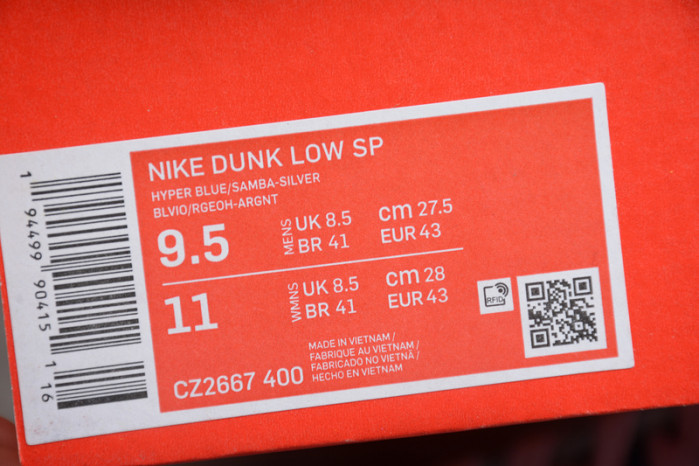 NIKE DUNK LOW SP
HYPER BLUE/SAMBA-SILVER
BLVIO/RGEOH-ARGNT
9.5 MENS UK 8.5 cm 27.5
BR 41 EUR 43
11 WMNS UK 8.5 cm 28
BR 41 EUR 43
RFID
MADE IN VIETNAM /
FABRIQUE AU VIETNAM /
FABRICADO NO VIETNÃ /
HECHO EN VIETNAM
CZ2667 400
1 94499 90415 1 16